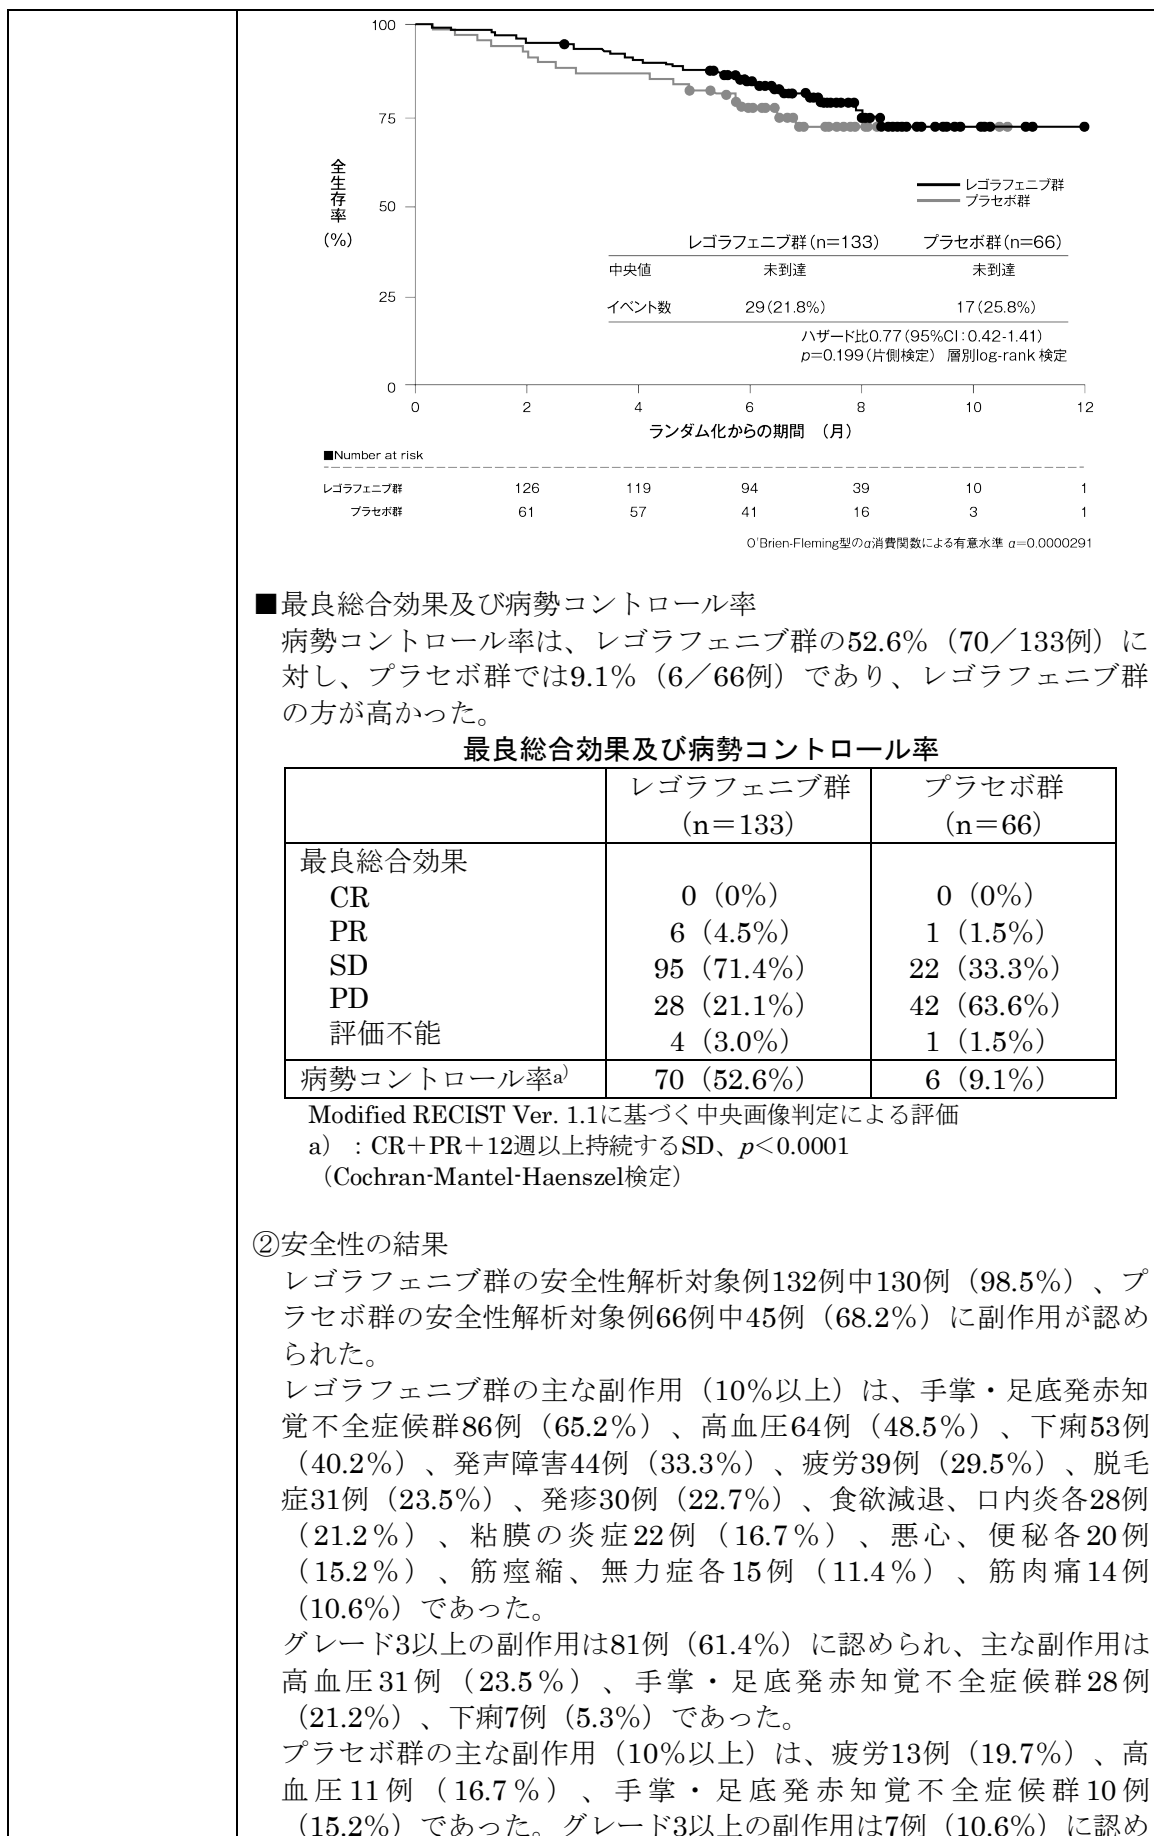 100
75
50
25
0
全生存率
(%)
レゴラフェニブ群
プラセボ群
レゴラフェニブ群(n=133) プラセボ群(n=66)
中央値 未到達 未到達
イベント数 29(21.8%) 17(25.8%)
ハザード比0.77(95%CI:0.42-1.41)
p=0.199(片側検定) 層別log-rank 検定
0 2 4 6 8 10 12
ランダム化からの期間 (月)
■Number at risk
レゴラフェニブ群 126 119 94 39 10 1
プラセボ群 61 57 41 16 3 1
O'Brien-Fleming型のα消費関数による有意水準 α=0.0000291
■最良総合効果及び病勢コントロール率
病勢コントロール率は、レゴラフェニブ群の52.6%（70／133例）に
対し、プラセボ群では9.1%（6／66例）であり、レゴラフェニブ群
の方が高かった。
最良総合効果及び病勢コントロール率
レゴラフェニブ群 プラセボ群
（n＝133） （n＝66）
最良総合効果
CR 0（0%） 0（0%）
PR 6（4.5%） 1（1.5%）
SD 95（71.4%） 22（33.3%）
PD 28（21.1%） 42（63.6%）
評価不能 4（3.0%） 1（1.5%）
病勢コントロール率a） 70（52.6%） 6（9.1%）
Modified RECIST Ver. 1.1に基づく中央画像判定による評価
a）：CR＋PR＋12週以上持続するSD、p＜0.0001
（Cochran-Mantel-Haenszel検定）
②安全性の結果
レゴラフェニブ群の安全性解析対象例132例中130例（98.5%）、プ
ラセボ群の安全性解析対象例66例中45例（68.2%）に副作用が認め
られた。
レゴラフェニブ群の主な副作用（10%以上）は、手掌・足底発赤知
覚不全症候群86例（65.2%）、高血圧64例（48.5%）、下痢53例
（40.2%）、発声障害44例（33.3%）、疲労39例（29.5%）、脱毛
症31例（23.5%）、発疹30例（22.7%）、食欲減退、口内炎各28例
（21.2%）、粘膜の炎症22例（16.7%）、悪心、便秘各20例
（15.2%）、筋痙縮、無力症各15例（11.4%）、筋肉痛14例
（10.6%）であった。
グレード3以上の副作用は81例（61.4%）に認められ、主な副作用は
高血圧31例（23.5%）、手掌・足底発赤知覚不全症候群28例
（21.2%）、下痢7例（5.3%）であった。
プラセボ群の主な副作用（10%以上）は、疲労13例（19.7%）、高
血圧11例（16.7%）、手掌・足底発赤知覚不全症候群10例
（15.2%）であった。グレード3以上の副作用は7例（10.6%）に認め